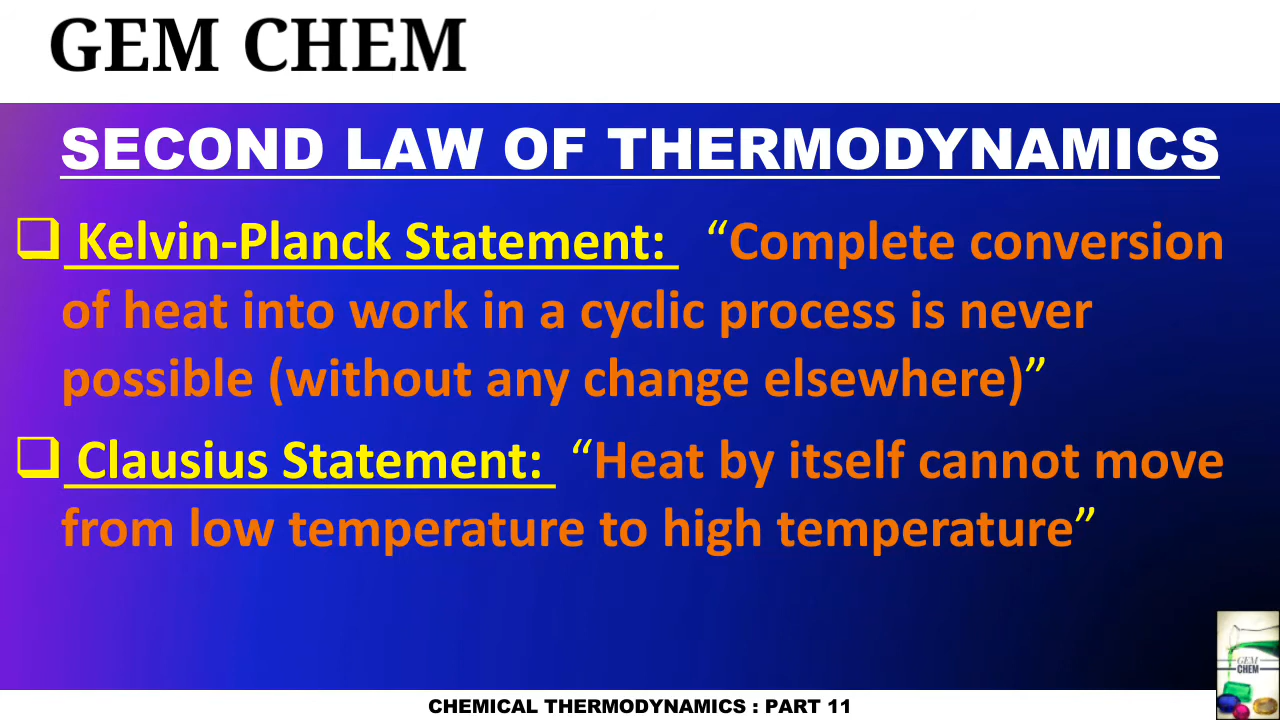 GEM CHEM
SECOND LAW OF THERMODYNAMICS
Kelvin-Planck Statement: “Complete conversion
of heat into work in a cyclic process is never
possible (without any change elsewhere)”
Clausius Statement: “Heat by itself cannot move
from low temperature to high temperature”
GEM
CHEM
CHEMICAL THERMODYNAMICS : PART 11